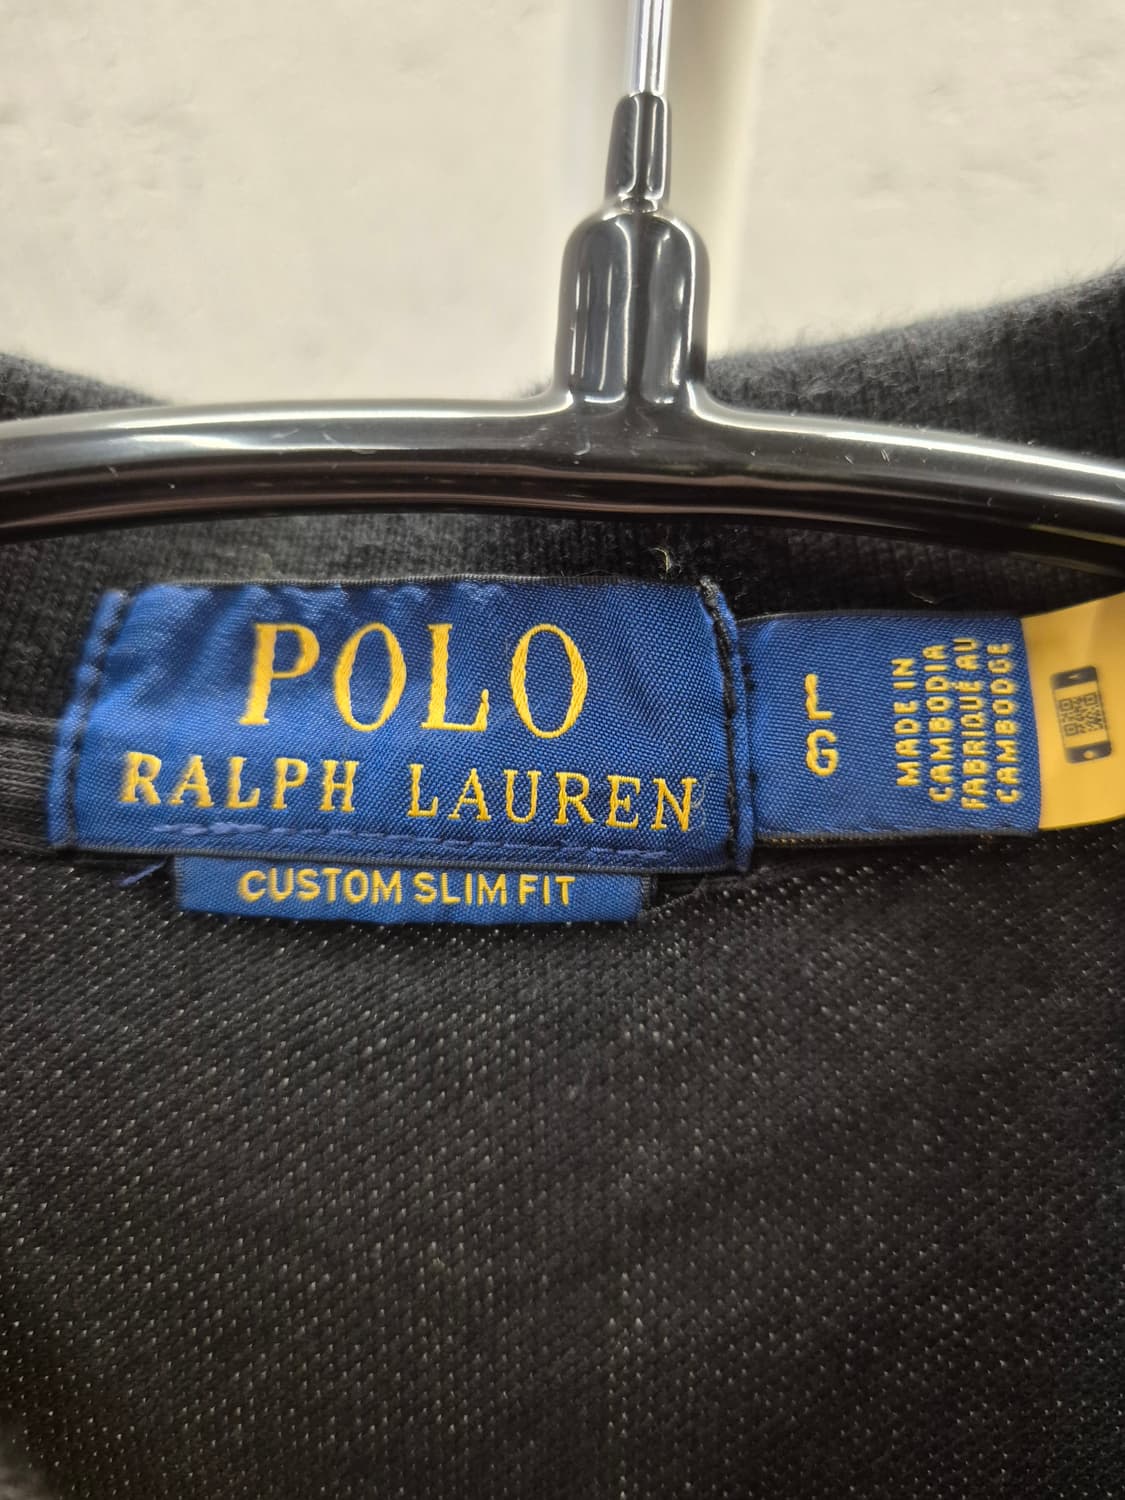 POLO
RALPH LAUREN
CUSTOM SLIM FIT
L
G
MADE IN
CAMBODIA
FABRIQUÉ AU
CAMBODGE